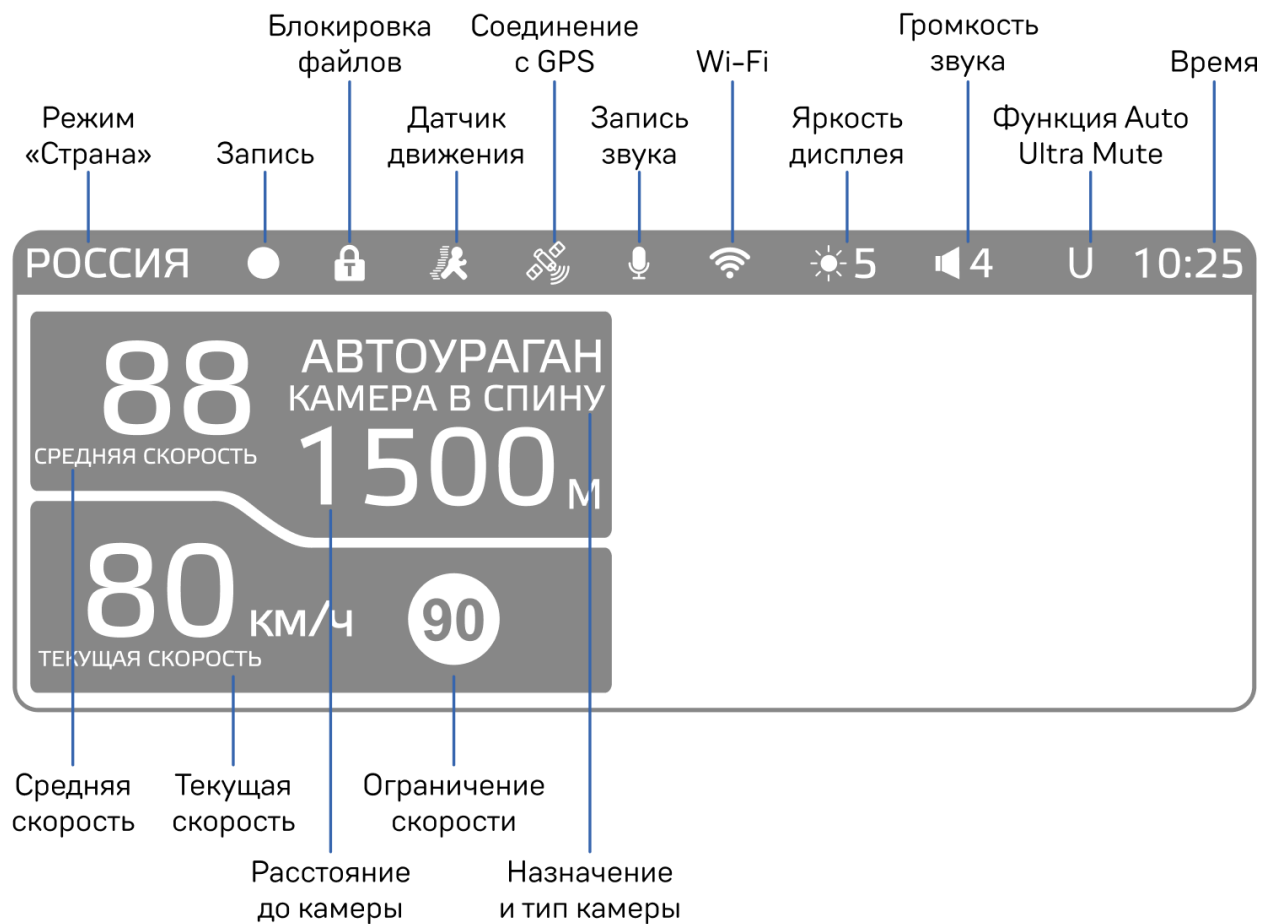 Блокировка
файлов
Соединение
с GPS
Wi-Fi
Громкость
звука
Время
Режим
«Страна»
Запись
Датчик
движения
Запись
звука
Яркость
дисплея
Функция Auto
Ultra Mute
РОССИЯ T 5 4 U 10:25
88
СРЕДНЯЯ СКОРОСТЬ
АВТОУРАГАН
КАМЕРА В СПИНУ
1500 м
80 км/ч
ТЕКУЩАЯ СКОРОСТЬ
90
Средняя
скорость
Текущая
скорость
Ограничение
скорости
Расстояние
до камеры
Назначение
и тип камеры